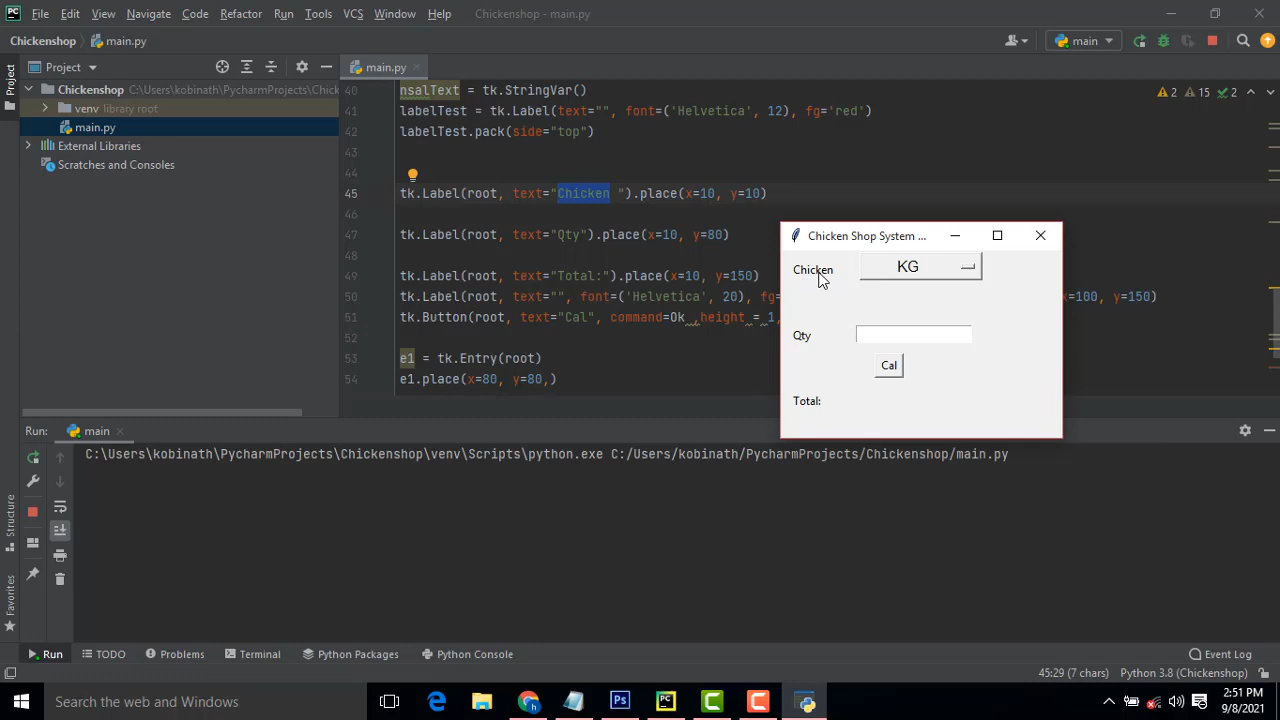 PC File Edit View Navigate Code Refactor Run Tools VCS Window Help Chickenshop - main.py
Chickenshop main.py main
Project main.py
Project
Chickenshop C:\Users\kobinath\PycharmProjects\Chick
venv library root
main.py
External Libraries
Scratches and Consoles
2 15 2
40 nsalText = tk.StringVar()
41 labelTest = tk.Label(text="", font=('Helvetica', 12), fg='red')
42 labelTest.pack(side="top")
43
44
45 tk.Label(root, text="Chicken ").place(x=10, y=10)
46
47 tk.Label(root, text="Qty").place(x=10, y=80)
48
49 tk.Label(root, text="Total:").place(x=10, y=150)
50 tk.Label(root, text="", font=('Helvetica', 20), fg= x=100, y=150)
51 tk.Button(root, text="Cal", command=Ok ,height = 1,
52
53 e1 = tk.Entry(root)
54 e1.place(x=80, y=80,)
Chicken Shop System ...
Chicken KG
Qty
Cal
Total:
Run: main
C:\Users\kobinath\PycharmProjects\Chickenshop\venv\Scripts\python.exe C:/Users/kobinath/PycharmProjects/Chickenshop/main.py
Structure
Favorites
Run TODO Problems Terminal Python Packages Python Console Event Log
45:29 (7 chars) Python 3.8 (Chickenshop)
Search the web and Windows
Ps PC C C
2:51 PM
9/8/2021